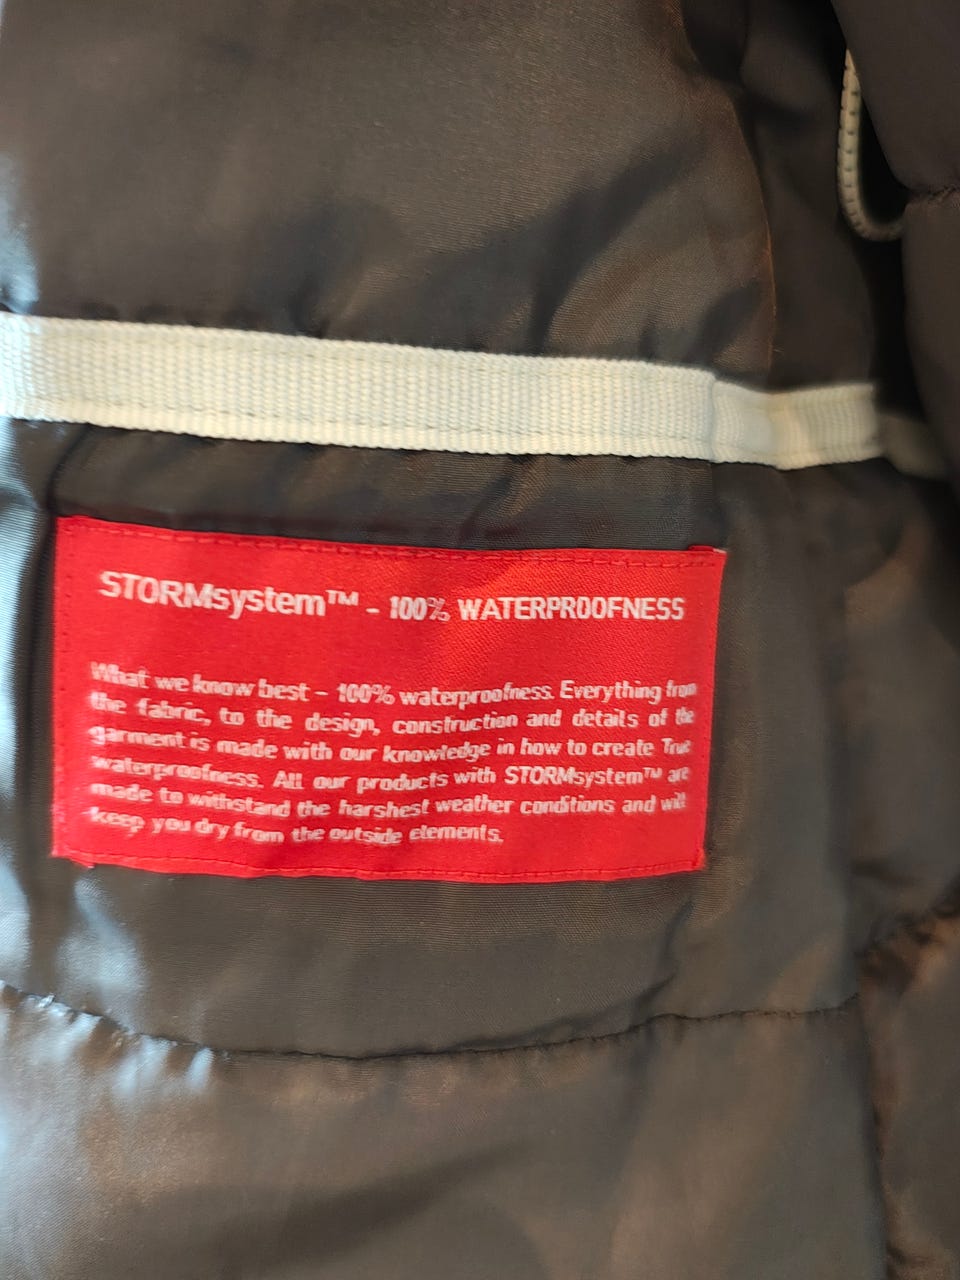 STORMsystem™ - 100% WATERPROOFNESS
What we know best - 100% waterproofness. Everything from
the fabric, to the design, construction and details of the
garment is made with our knowledge in how to create True
waterproofness. All our products with STORMsystem™ are
made to withstand the harshest weather conditions and will
keep you dry from the outside elements.